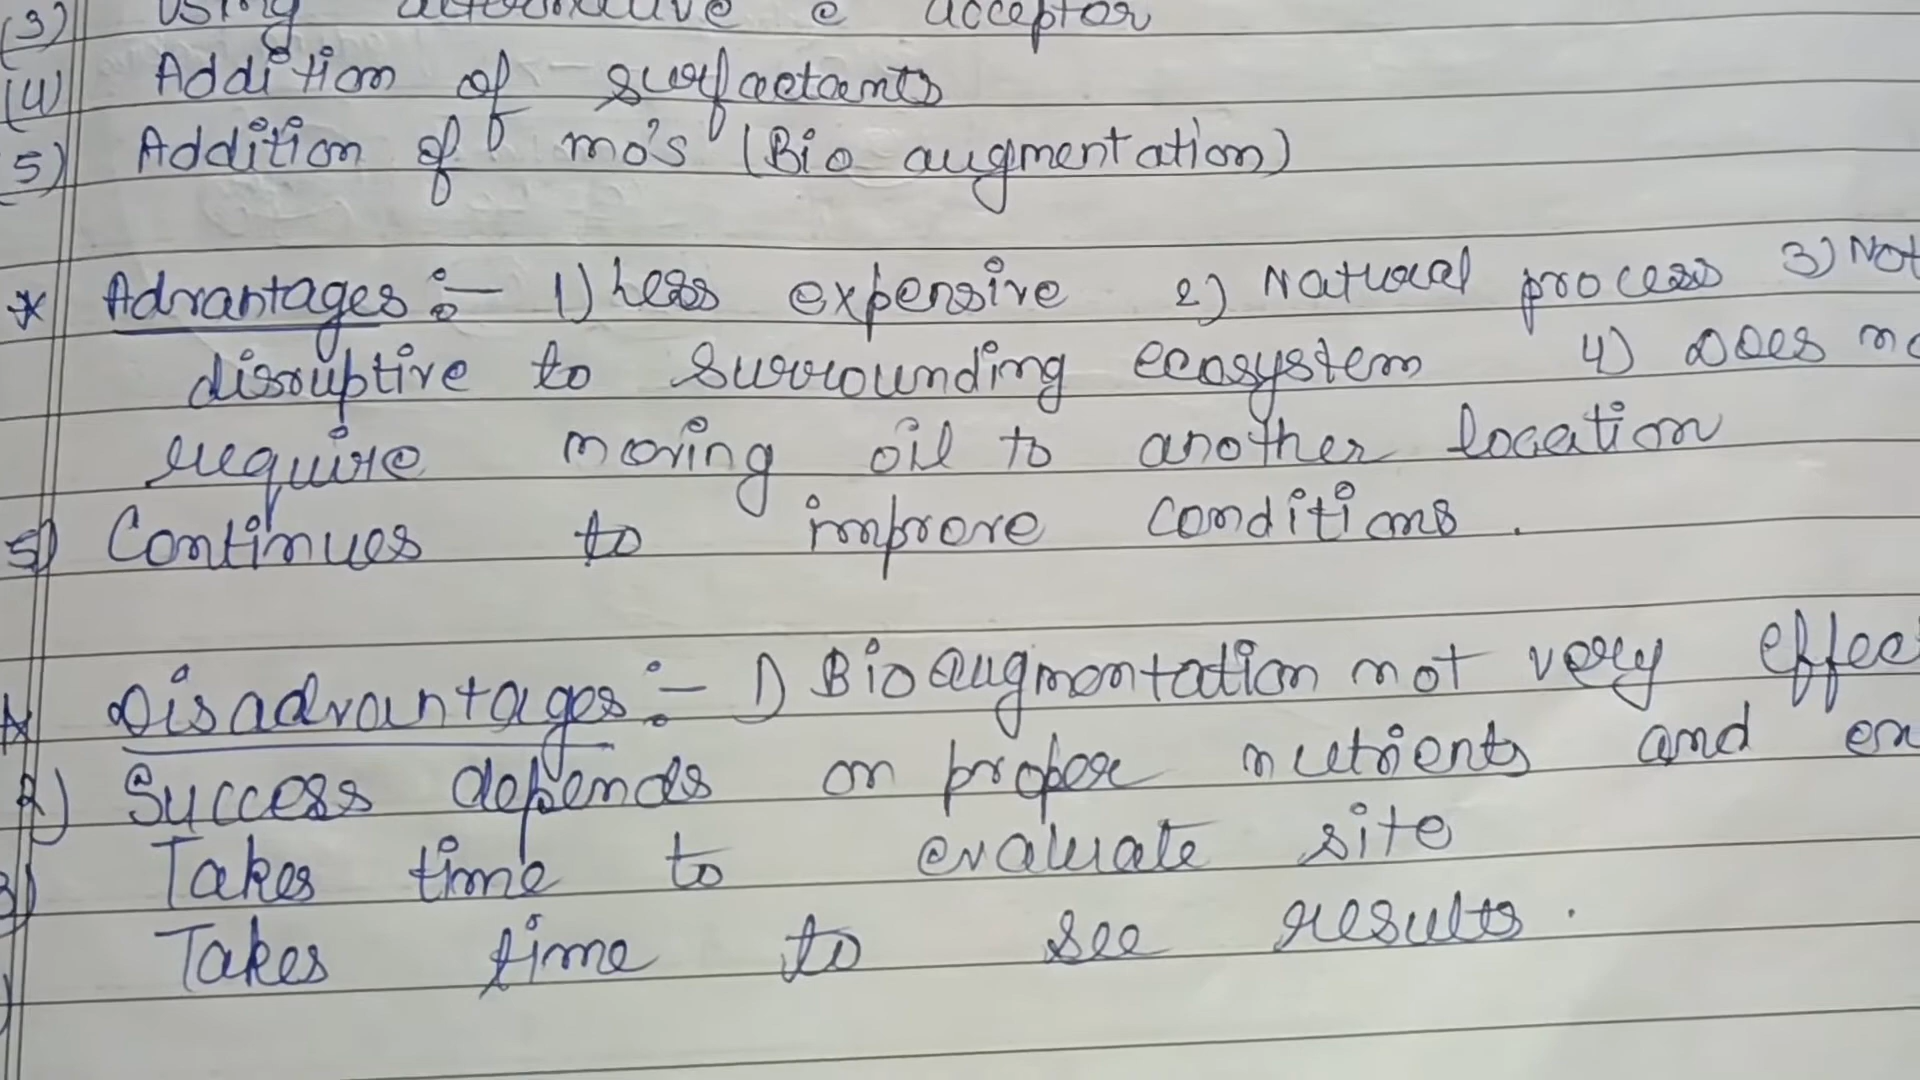 (3) Using e acceptor
(4) Addition of surfactants
5) Addition of mo's (Bio augmentation)
* Advantages :- 1) Less expensive 2) Natural process 3) Not
disruptive to surrounding ecosystem 4) Does no
require moving oil to another location
5) Continues to improve conditions.
* Disadvantages :- 1) Bioaugmentation not very effec
2) Success depends on proper nutrients and en
3) Takes time to evaluate site
) Takes time to see results.